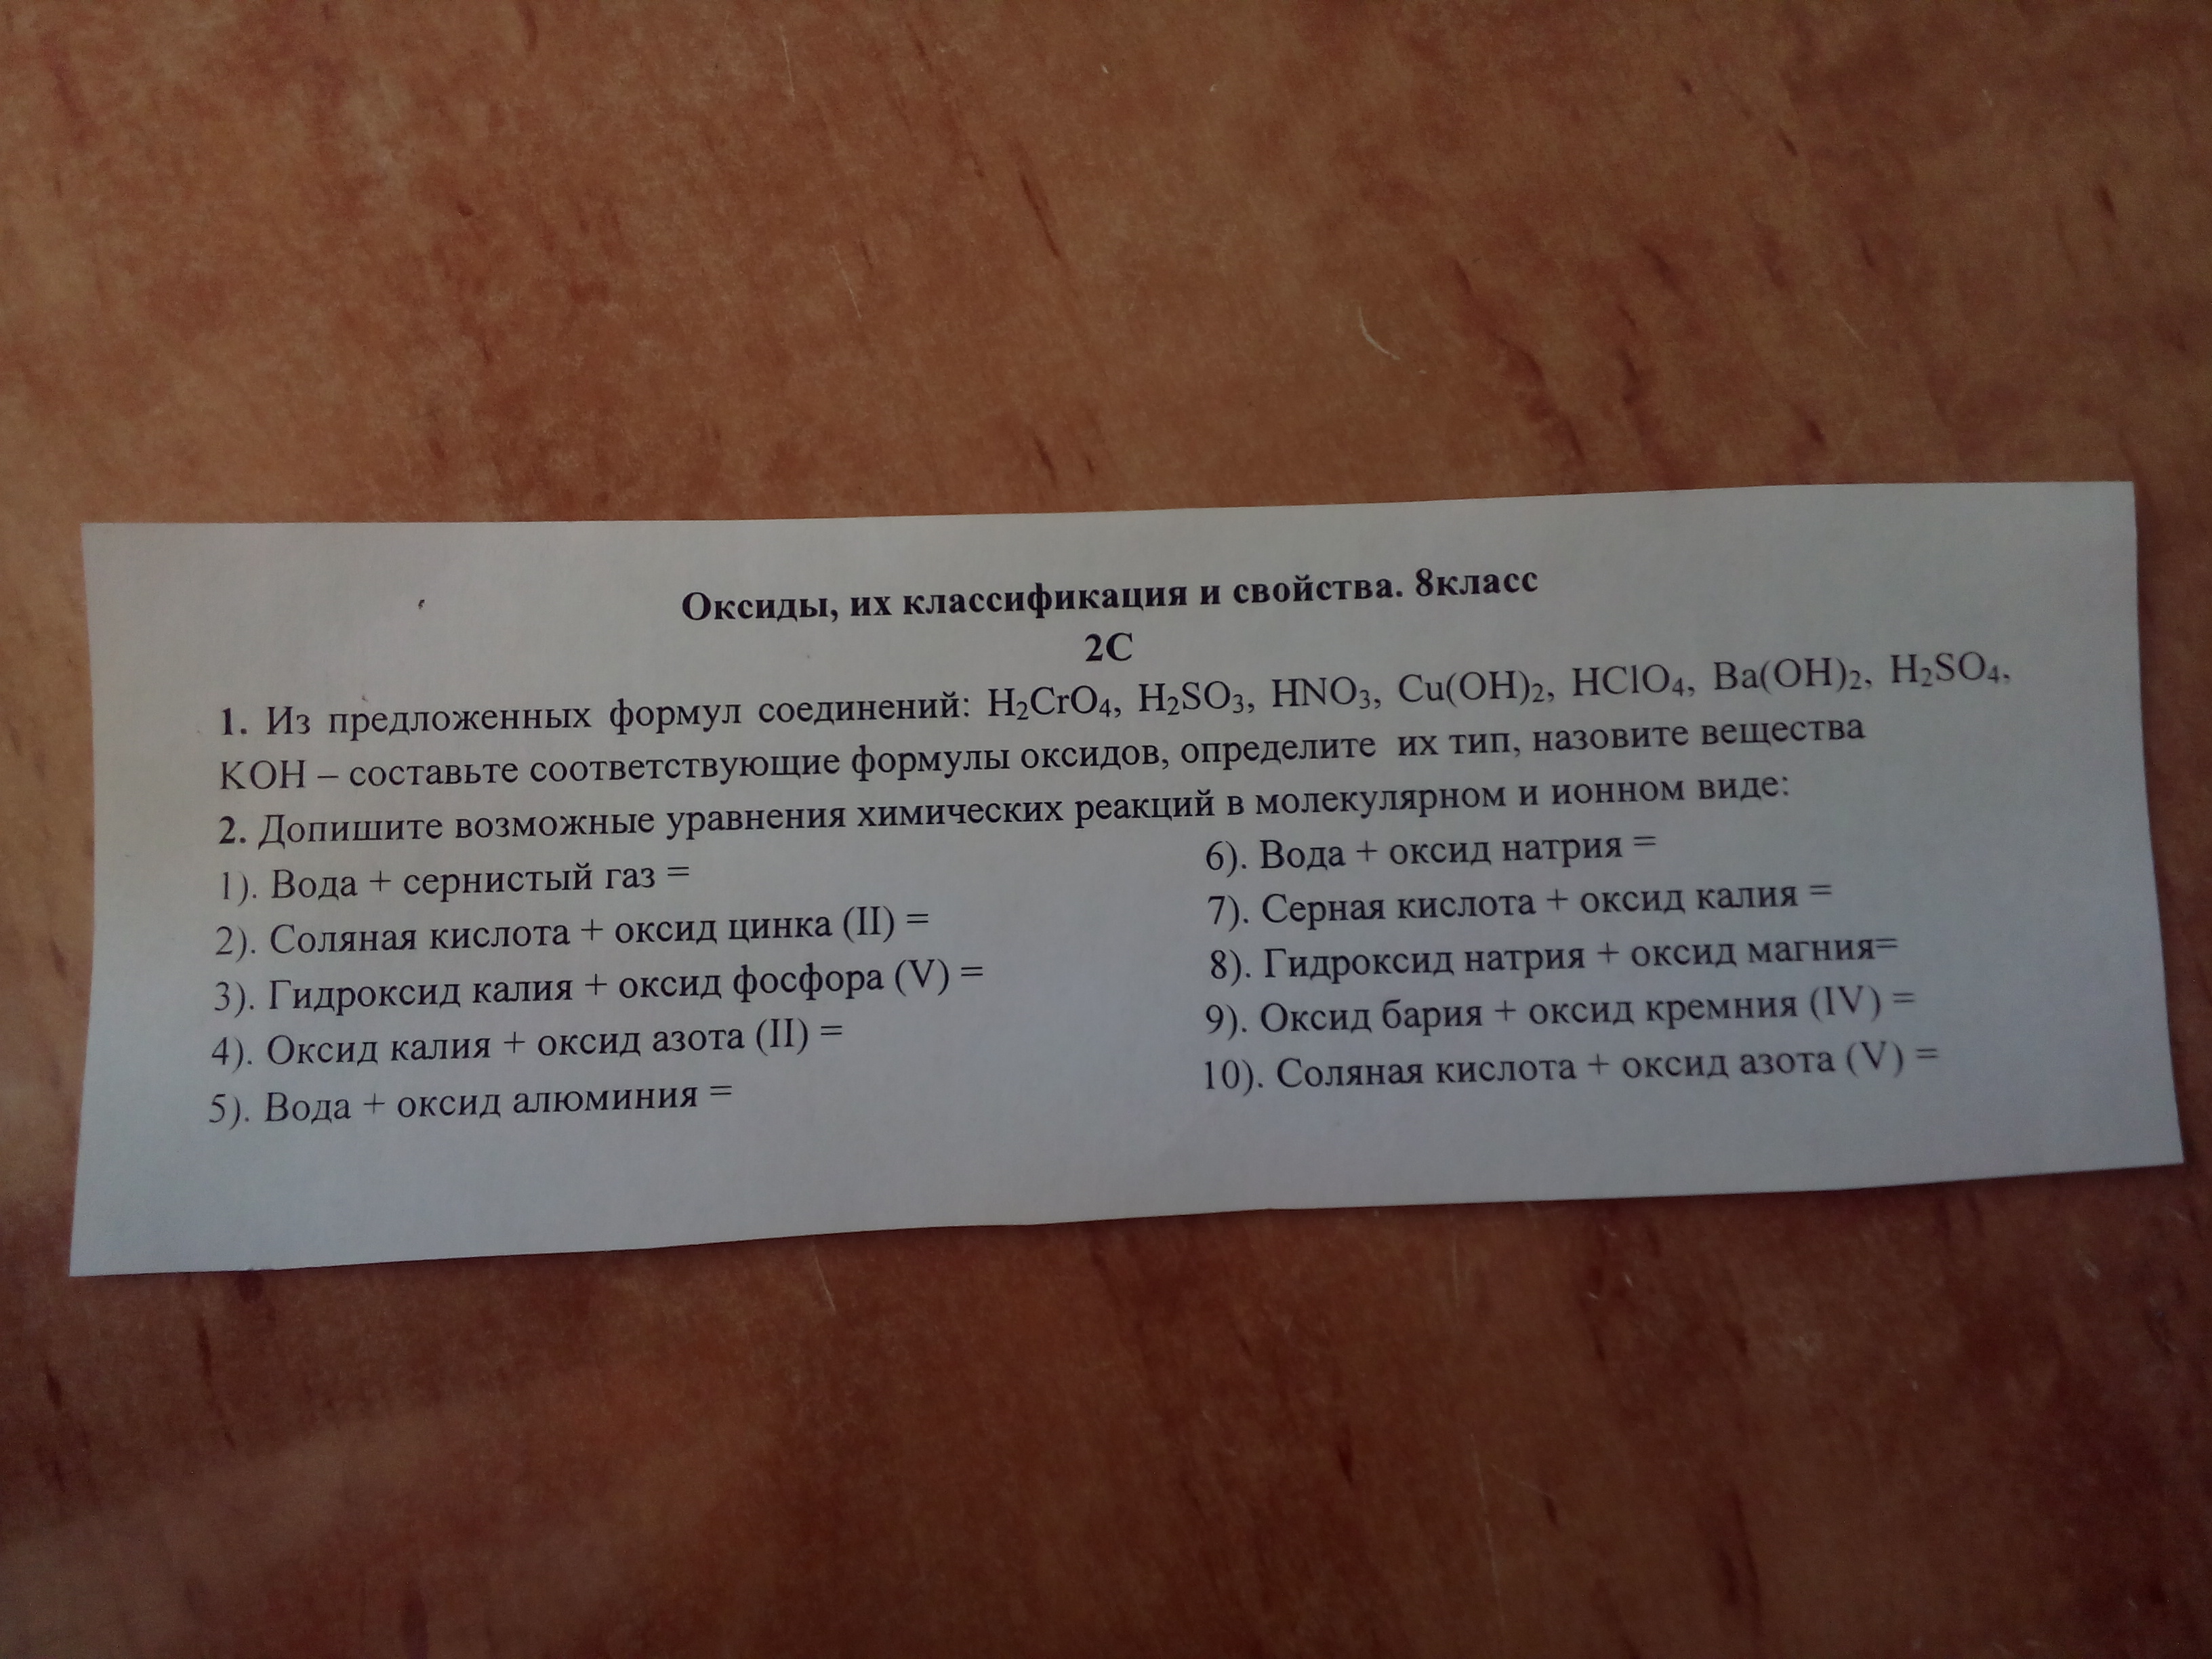 Оксиды, их классификация и свойства. 8класс
2С
1. Из предложенных формул соединений: H₂CrO₄, H₂SO₃, HNO₃, Cu(OH)₂, HClO₄, Ba(OH)₂, H₂SO₄,
KOH – составьте соответствующие формулы оксидов, определите их тип, назовите вещества
2. Допишите возможные уравнения химических реакций в молекулярном и ионном виде:
1). Вода + сернистый газ =
2). Соляная кислота + оксид цинка (II) =
3). Гидроксид калия + оксид фосфора (V) =
4). Оксид калия + оксид азота (II) =
5). Вода + оксид алюминия =
6). Вода + оксид натрия =
7). Серная кислота + оксид калия =
8). Гидроксид натрия + оксид магния=
9). Оксид бария + оксид кремния (IV) =
10). Соляная кислота + оксид азота (V) =